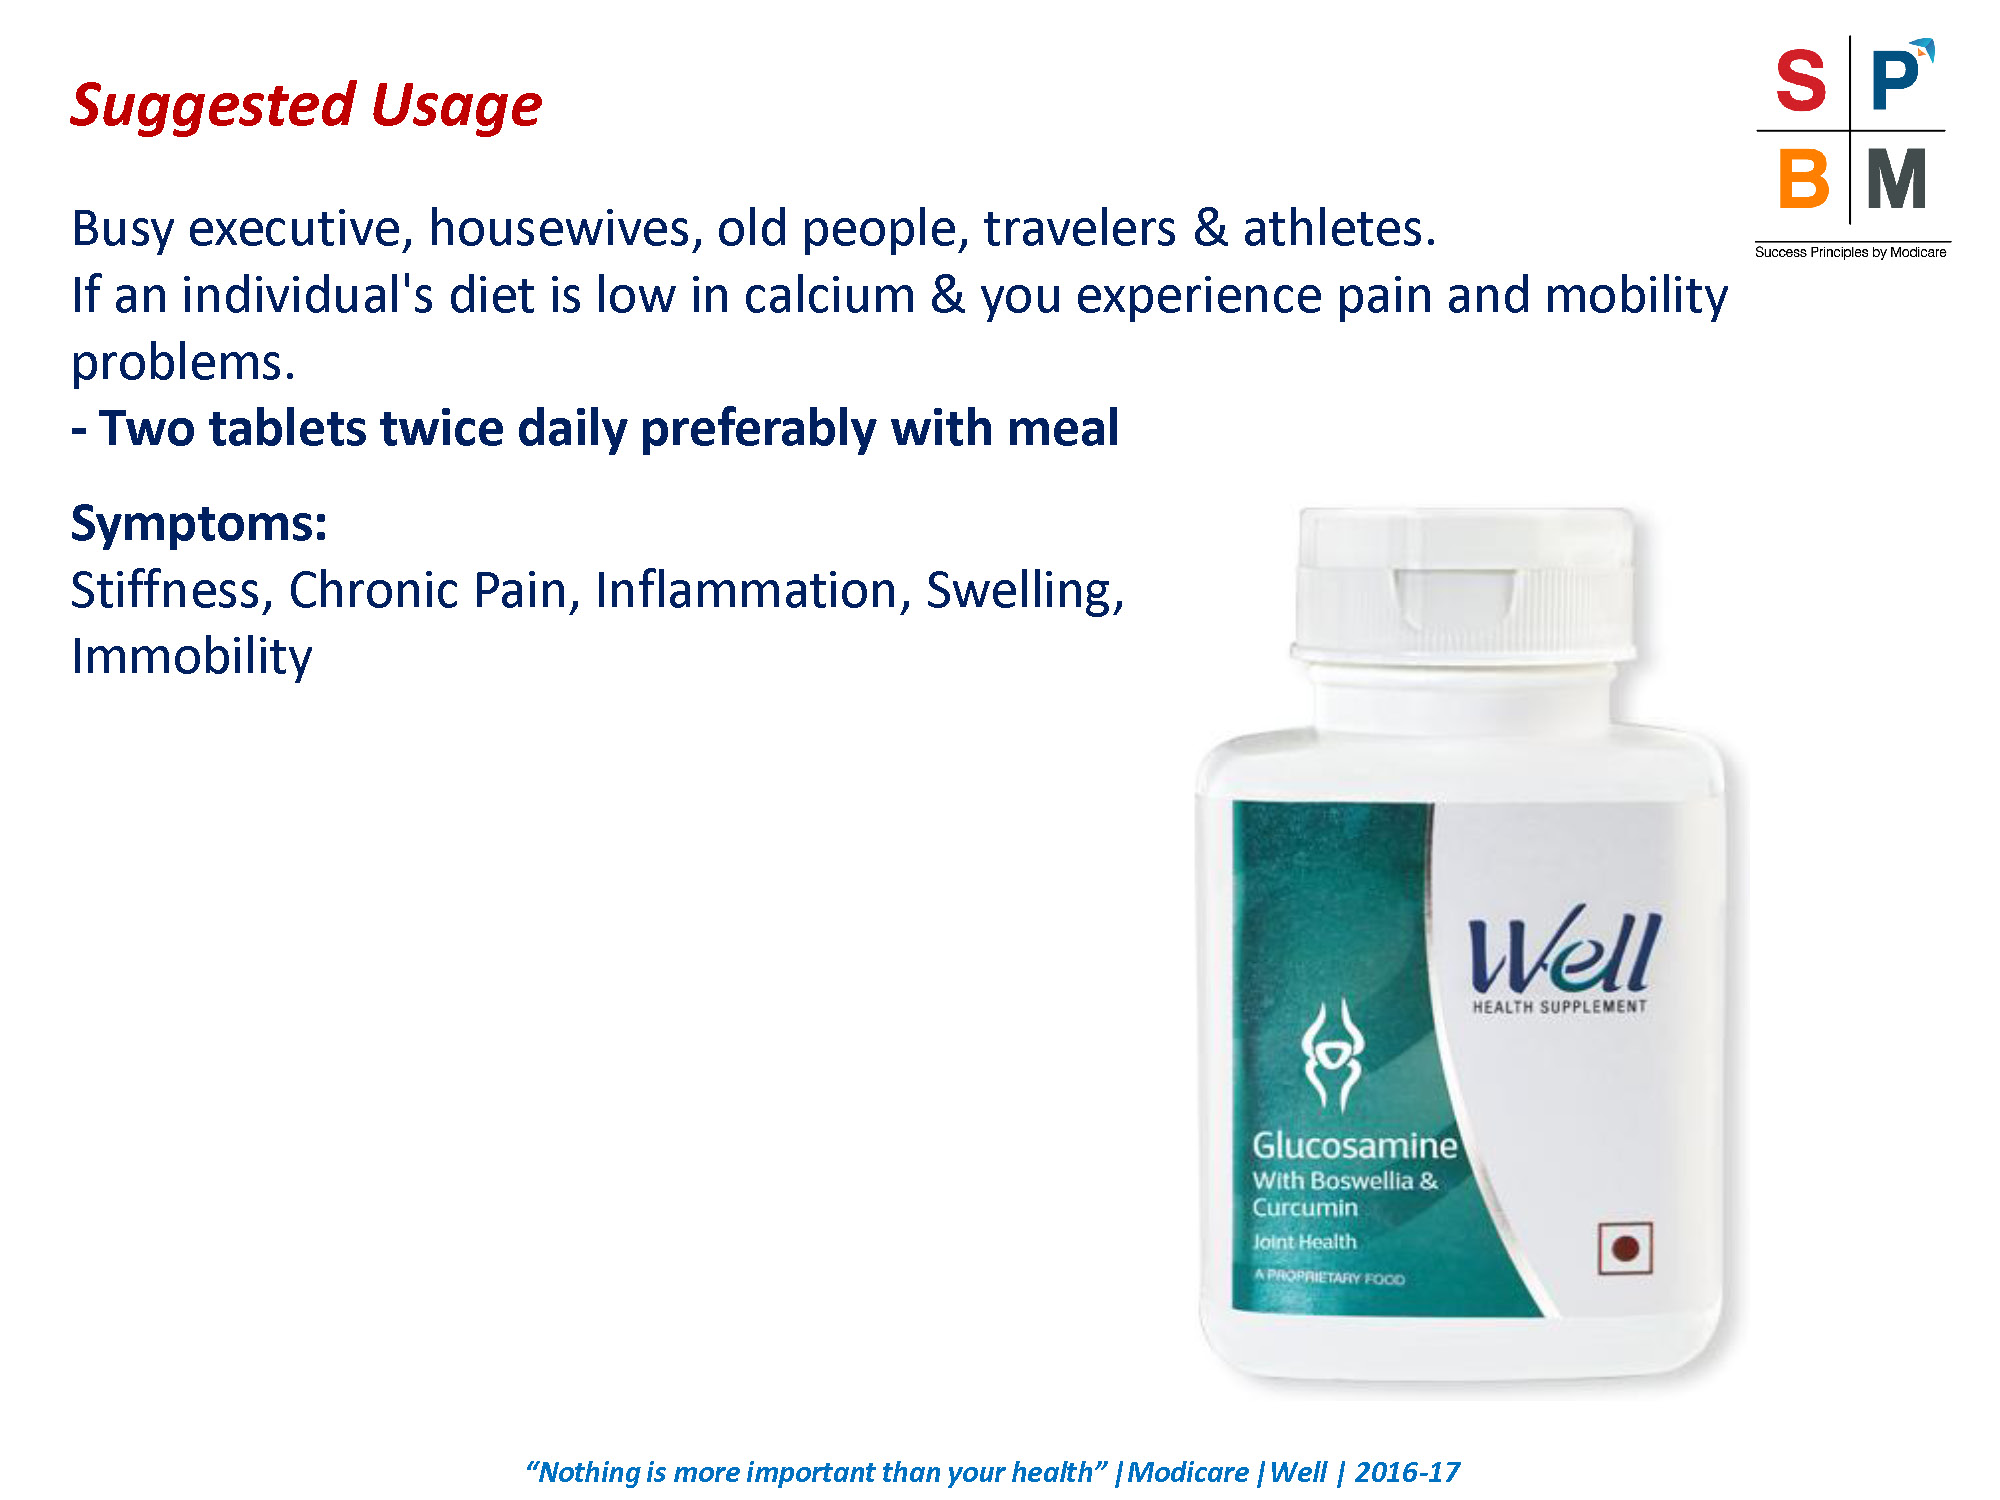 Suggested Usage
S P
B M
Success Principles by Modicare
Busy executive, housewives, old people, travelers & athletes.
If an individual's diet is low in calcium & you experience pain and mobility
problems.
- Two tablets twice daily preferably with meal
Symptoms:
Stiffness, Chronic Pain, Inflammation, Swelling,
Immobility
Well
HEALTH SUPPLEMENT
Glucosamine
With Boswellia &
Curcumin
Joint Health
A PROPRIETARY FOOD
“Nothing is more important than your health” |Modicare |Well | 2016-17